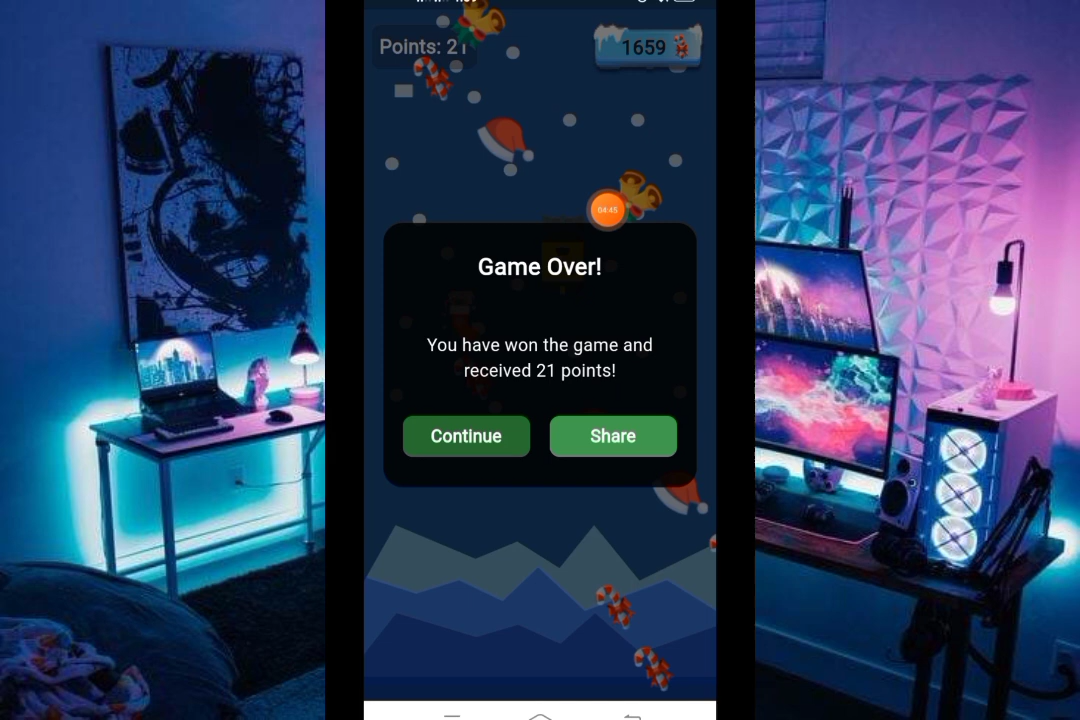 Points: 21
1659
04:45
Game Over!
You have won the game and
received 21 points!
Continue
Share